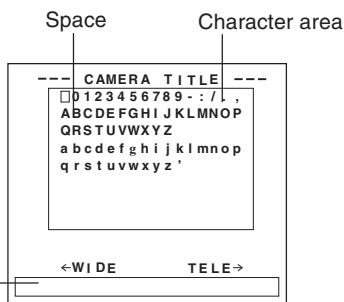 Space Character area
--- CAMERA TITLE ---
□0123456789-:/.,
ABCDEFGHIJKLMNOP
QRSTUVWXYZ
abcdefghijklmnop
qrstuvwxyz'
←WIDE TELE→